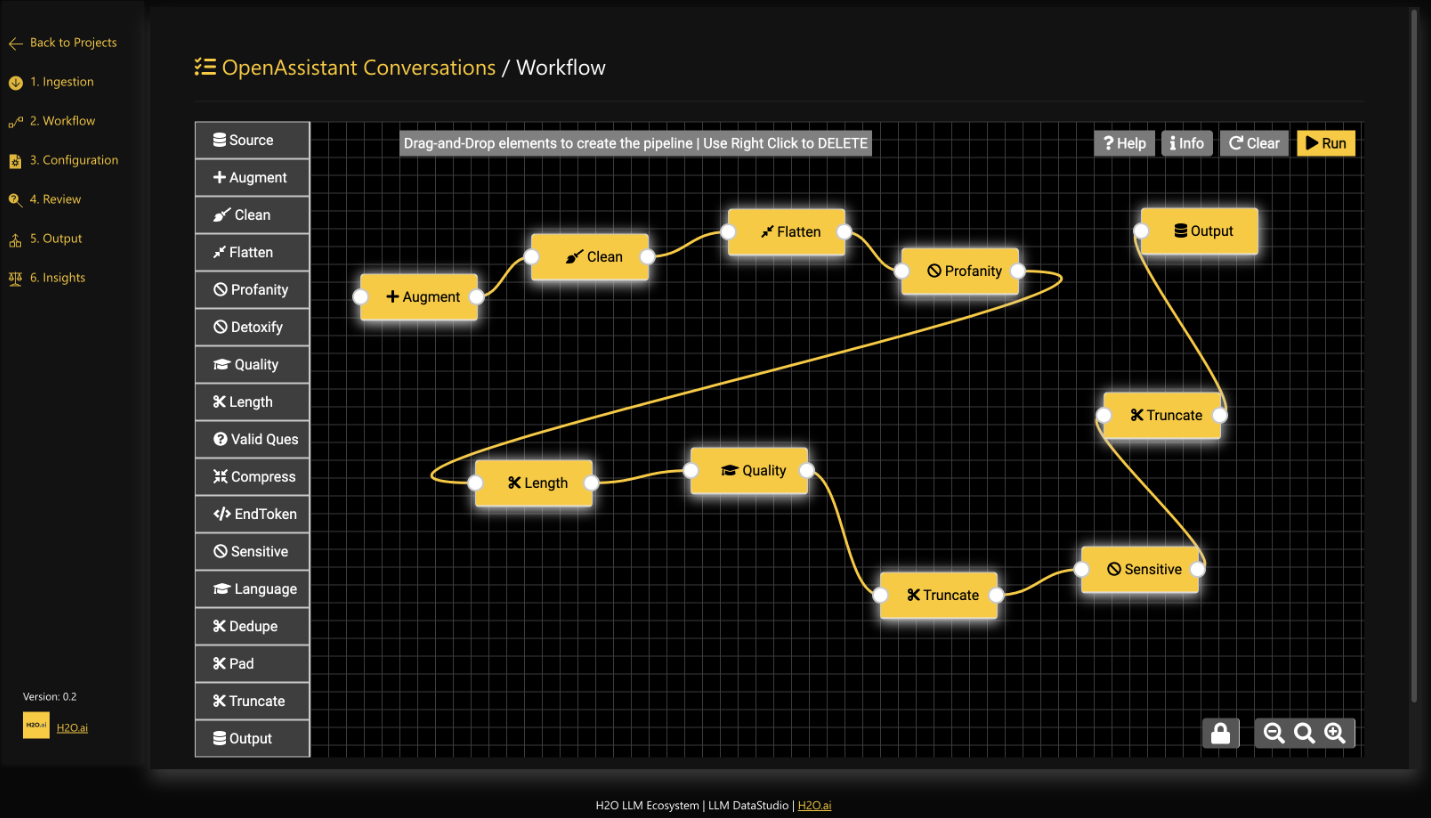 Back to Projects
1. Ingestion
2. Workflow
3. Configuration
4. Review
5. Output
6. Insights
Version: 0.2
H2O.ai
H2O.ai
OpenAssistant Conversations / Workflow
Source
Augment
Clean
Flatten
Profanity
Detoxify
Quality
Length
Valid Ques
Compress
EndToken
Sensitive
Language
Dedupe
Pad
Truncate
Output
Drag-and-Drop elements to create the pipeline | Use Right Click to DELETE
Help
Info
Clear
Run
Augment
Clean
Flatten
Profanity
Length
Quality
Truncate
Sensitive
Truncate
Output
H2O LLM Ecosystem | LLM DataStudio | H2O.ai